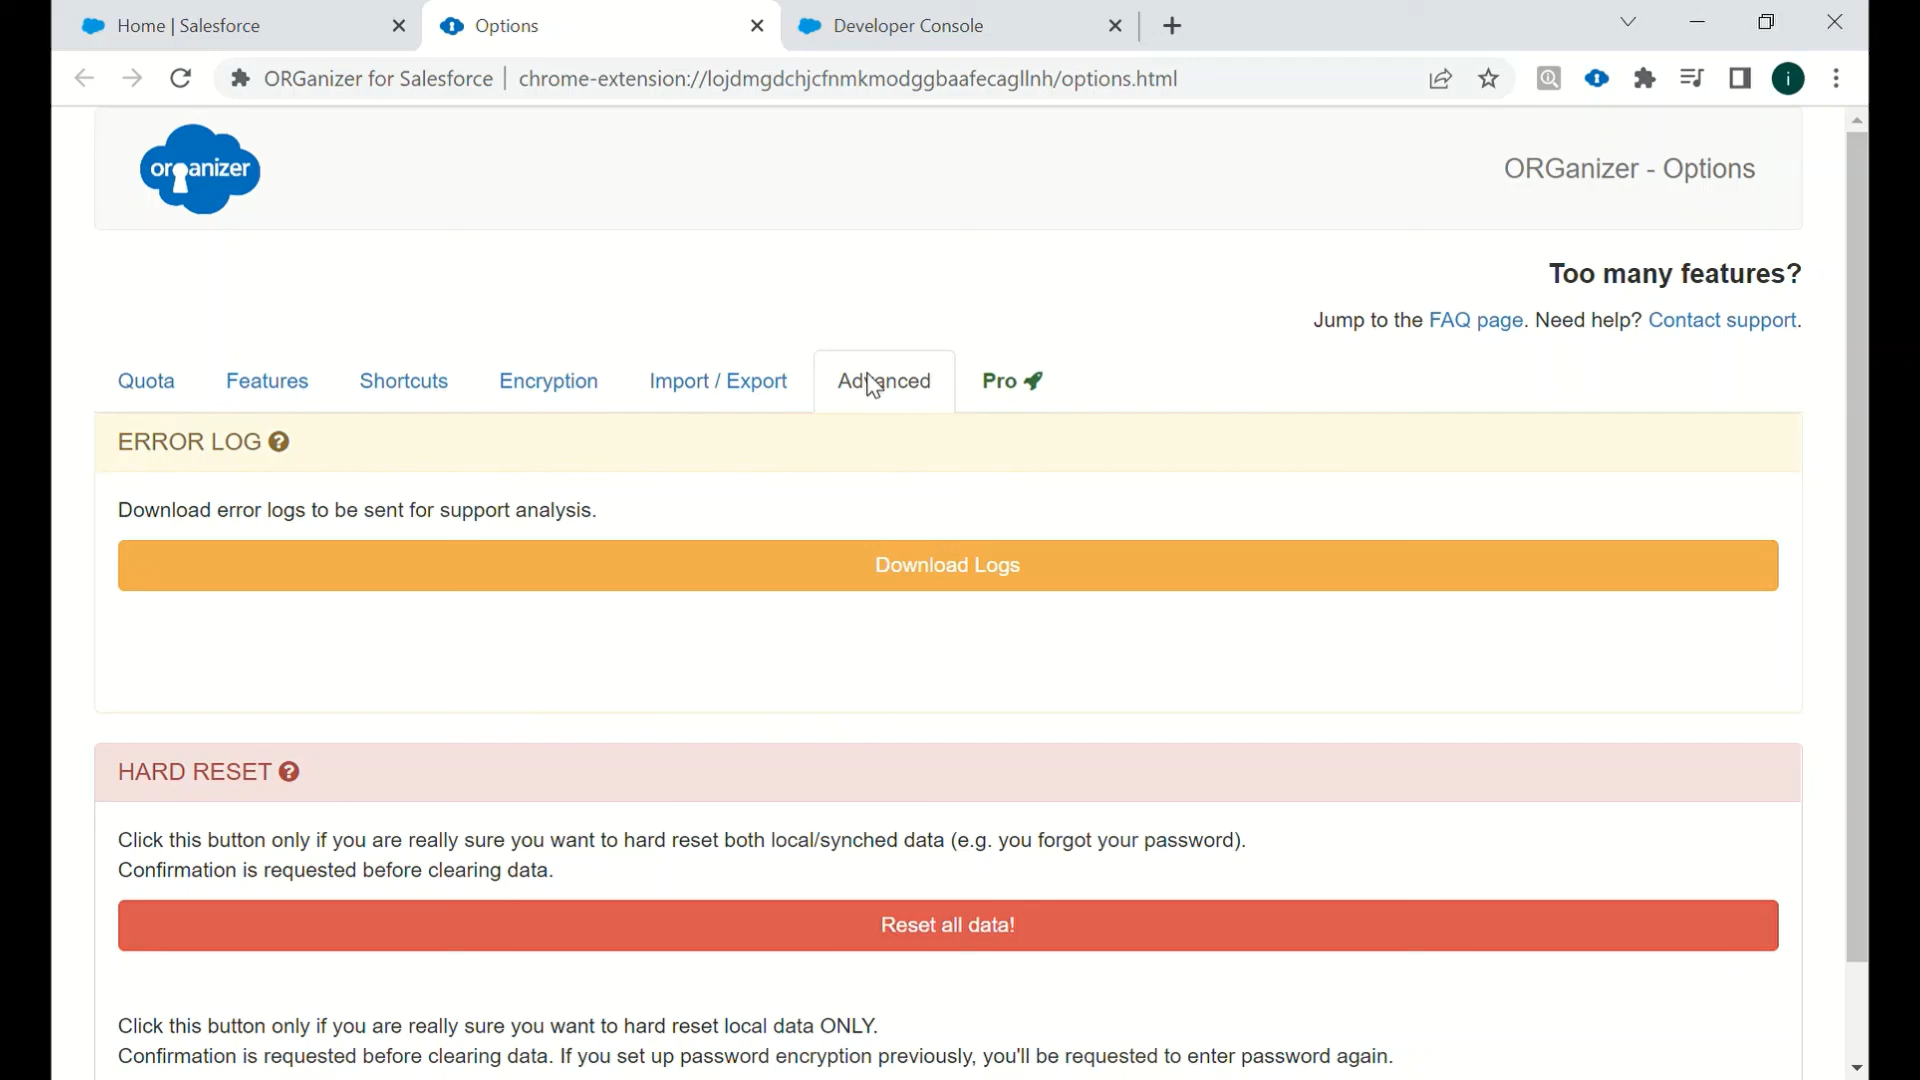 Home | Salesforce
Options
Developer Console
ORGanizer for Salesforce | chrome-extension://lojdmgdchjcfnmkmodggbaafecagllnh/options.html
i
organizer
ORGanizer - Options
Too many features?
Jump to the FAQ page. Need help? Contact support.
Quota
Features
Shortcuts
Encryption
Import / Export
Advanced
Pro
ERROR LOG ?
Download error logs to be sent for support analysis.
Download Logs
HARD RESET ?
Click this button only if you are really sure you want to hard reset both local/synched data (e.g. you forgot your password).
Confirmation is requested before clearing data.
Reset all data!
Click this button only if you are really sure you want to hard reset local data ONLY.
Confirmation is requested before clearing data. If you set up password encryption previously, you'll be requested to enter password again.